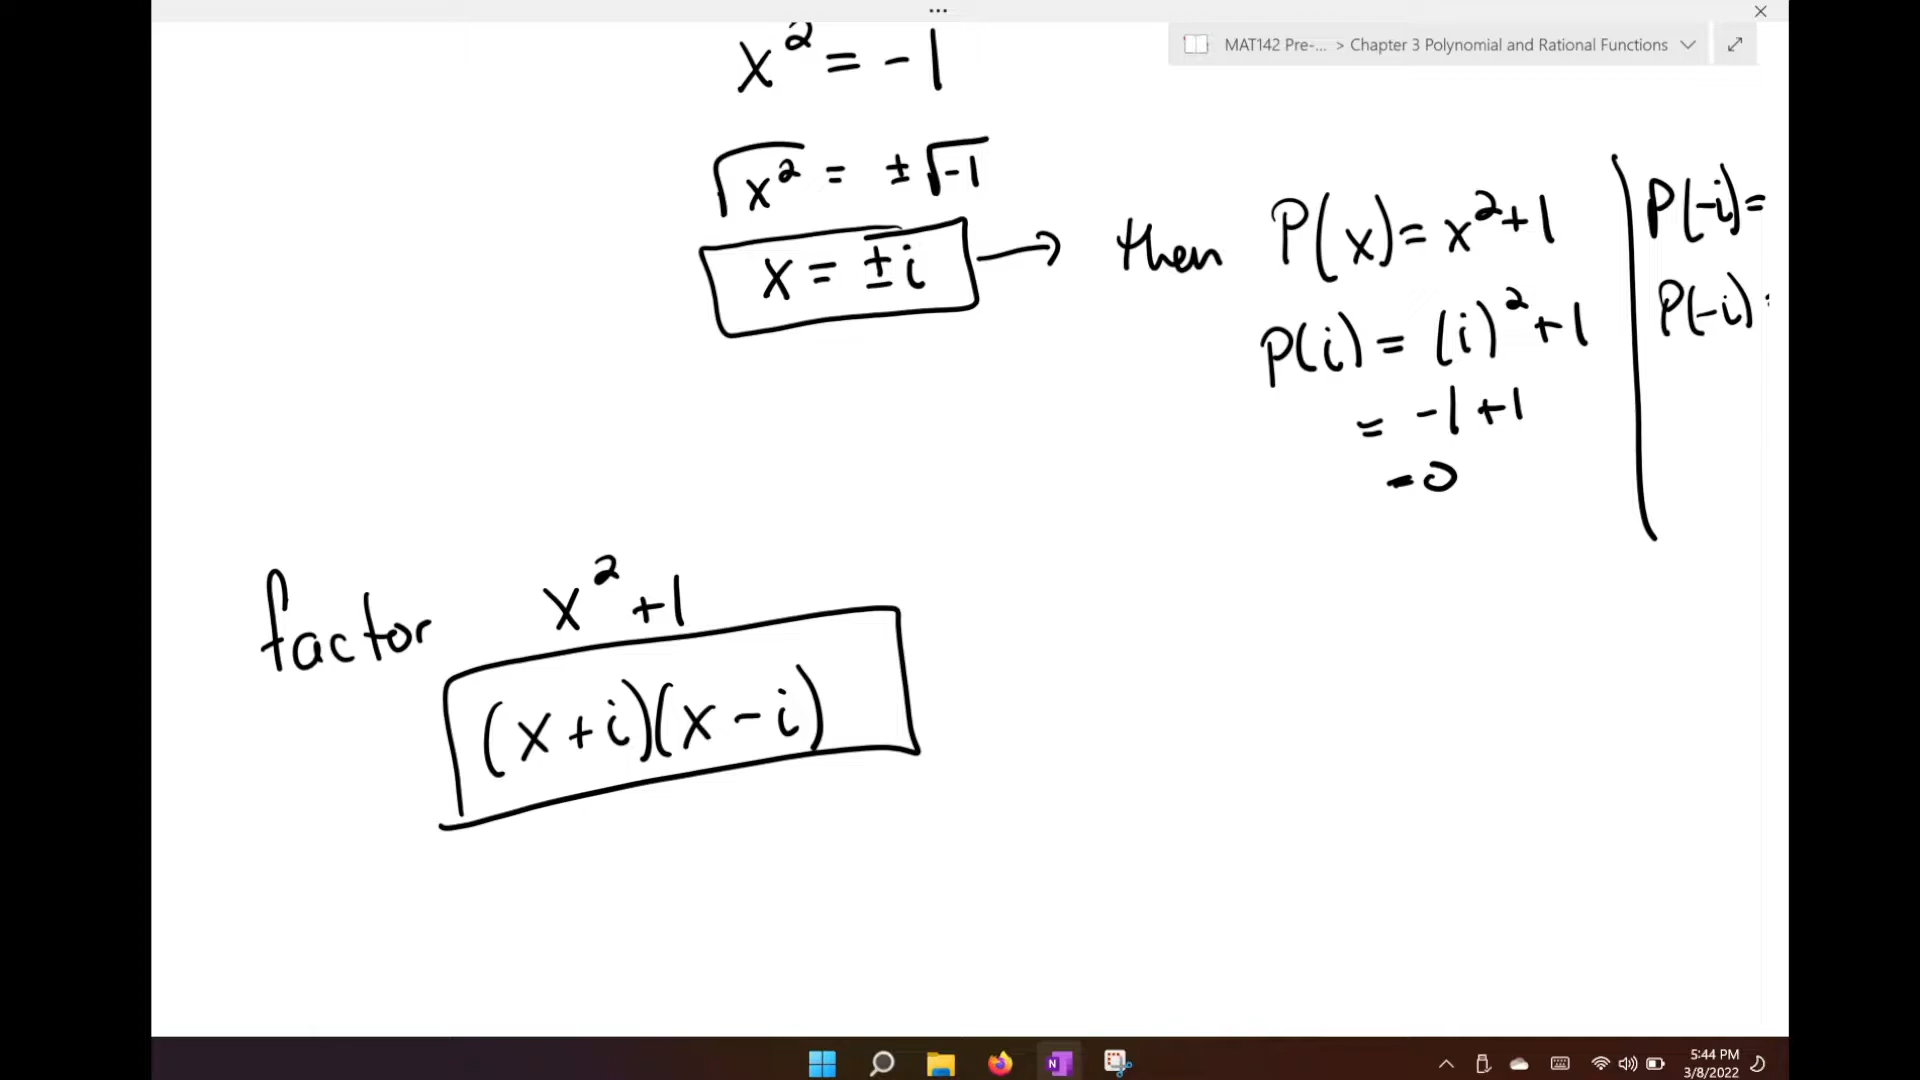 MAT142 Pre-... > Chapter 3 Polynomial and Rational Functions
x² = -1
√x² = ±√-1
x = ±i → then P(x) = x²+1
P(i) = (i)²+1
= -1+1
=0
P(-i)=
P(-i)
factor x²+1
(x+i)(x-i)
5:44 PM
3/8/2022